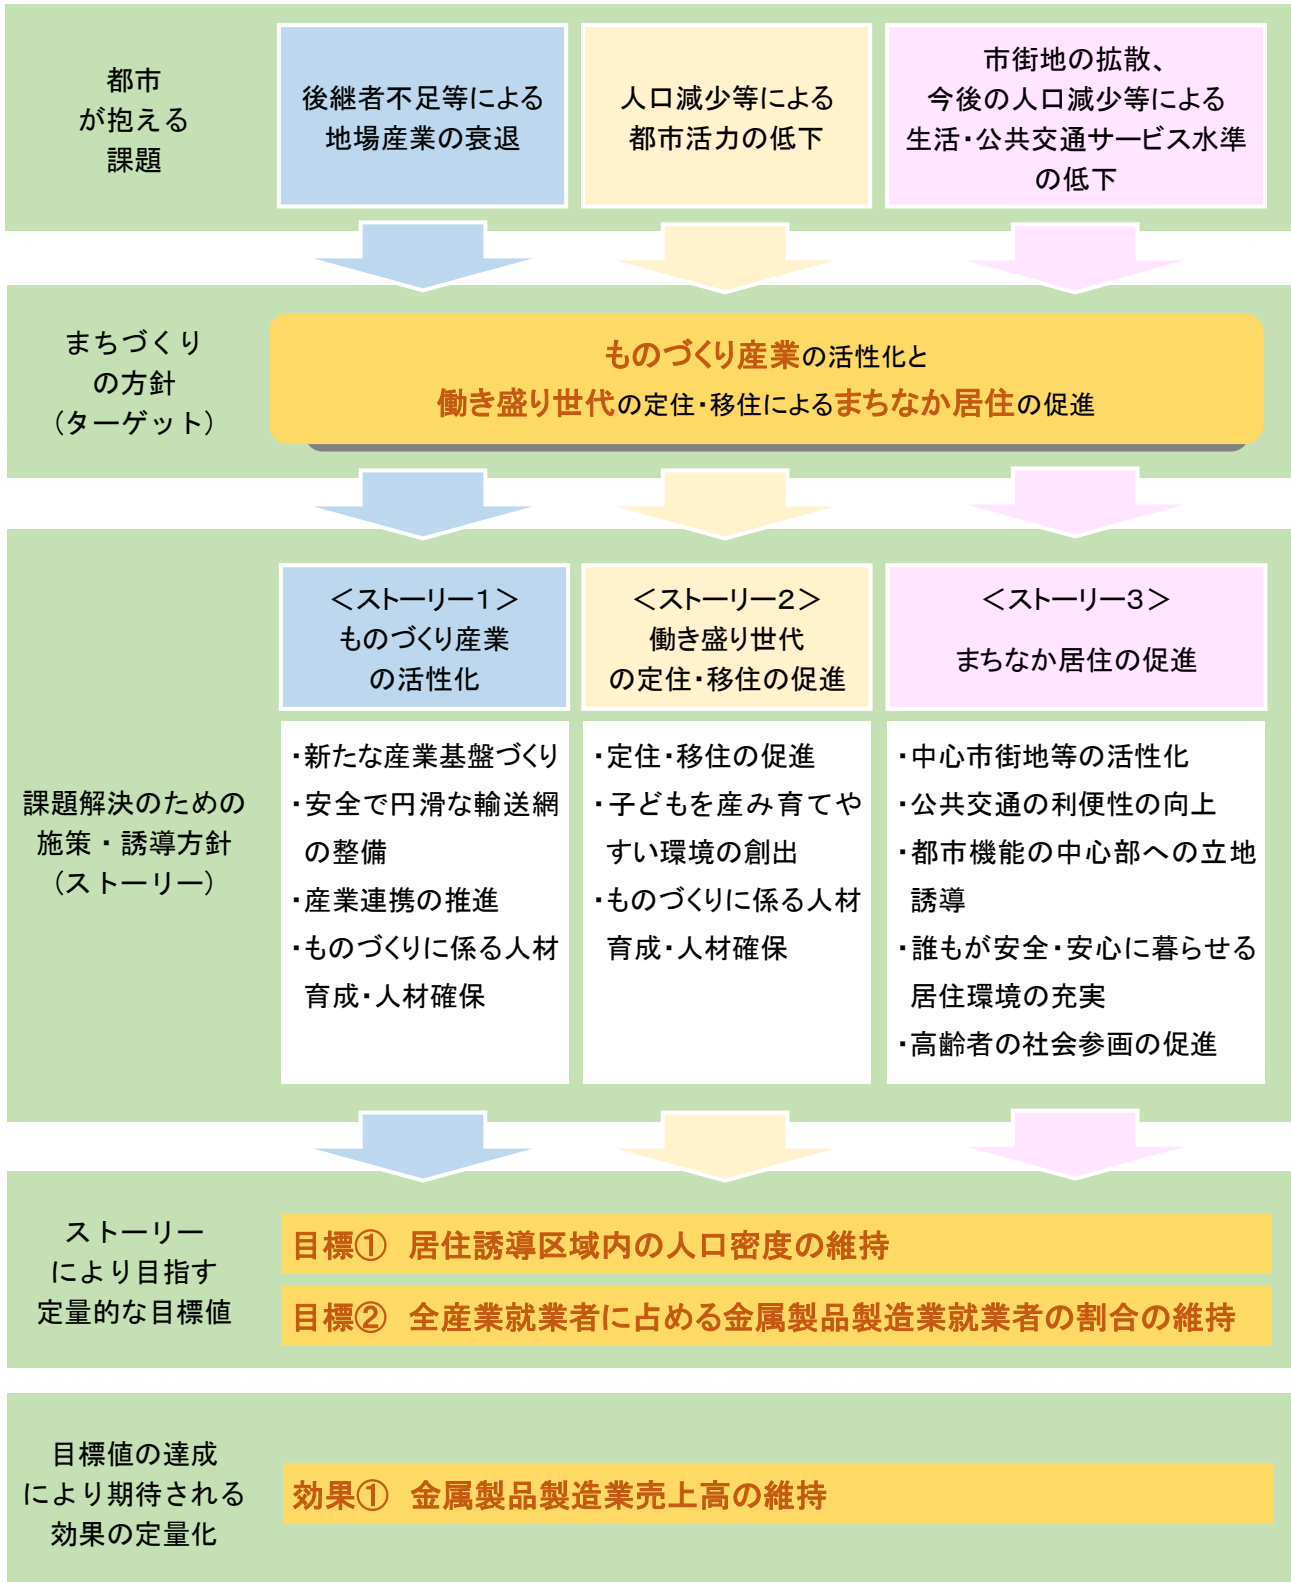 都市
が抱える
課題
後継者不足等による
地場産業の衰退
人口減少等による
都市活力の低下
市街地の拡散、
今後の人口減少等による
生活・公共交通サービス水準
の低下
まちづくり
の方針
(ターゲット)
ものづくり産業の活性化と
働き盛り世代の定住・移住によるまちなか居住の促進
課題解決のための
施策・誘導方針
(ストーリー)
<ストーリー1>
ものづくり産業
の活性化
・新たな産業基盤づくり
・安全で円滑な輸送網
の整備
・産業連携の推進
・ものづくりに係る人材
育成・人材確保
<ストーリー2>
働き盛り世代
の定住・移住の促進
・定住・移住の促進
・子どもを産み育てや
すい環境の創出
・ものづくりに係る人材
育成・人材確保
<ストーリー3>
まちなか居住の促進
・中心市街地等の活性化
・公共交通の利便性の向上
・都市機能の中心部への立地
誘導
・誰もが安全・安心に暮らせる
居住環境の充実
・高齢者の社会参画の促進
ストーリー
により目指す
定量的な目標値
目標① 居住誘導区域内の人口密度の維持
目標② 全産業就業者に占める金属製品製造業就業者の割合の維持
目標値の達成
により期待される
効果の定量化
効果① 金属製品製造業売上高の維持